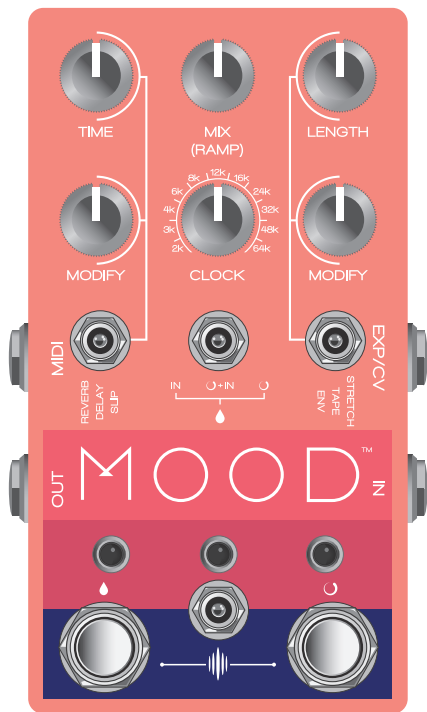 TIME
MIX
(RAMP)
LENGTH
2k
3k
4k
6k
8k
12k
16k
24k
32k
48k
64k
MODIFY
CLOCK
MODIFY
MIDI
EXP/CV
REVERB
DELAY
SLIP
IN
+IN
STRETCH
TAPE
ENV
OUT
MOOD™
IN